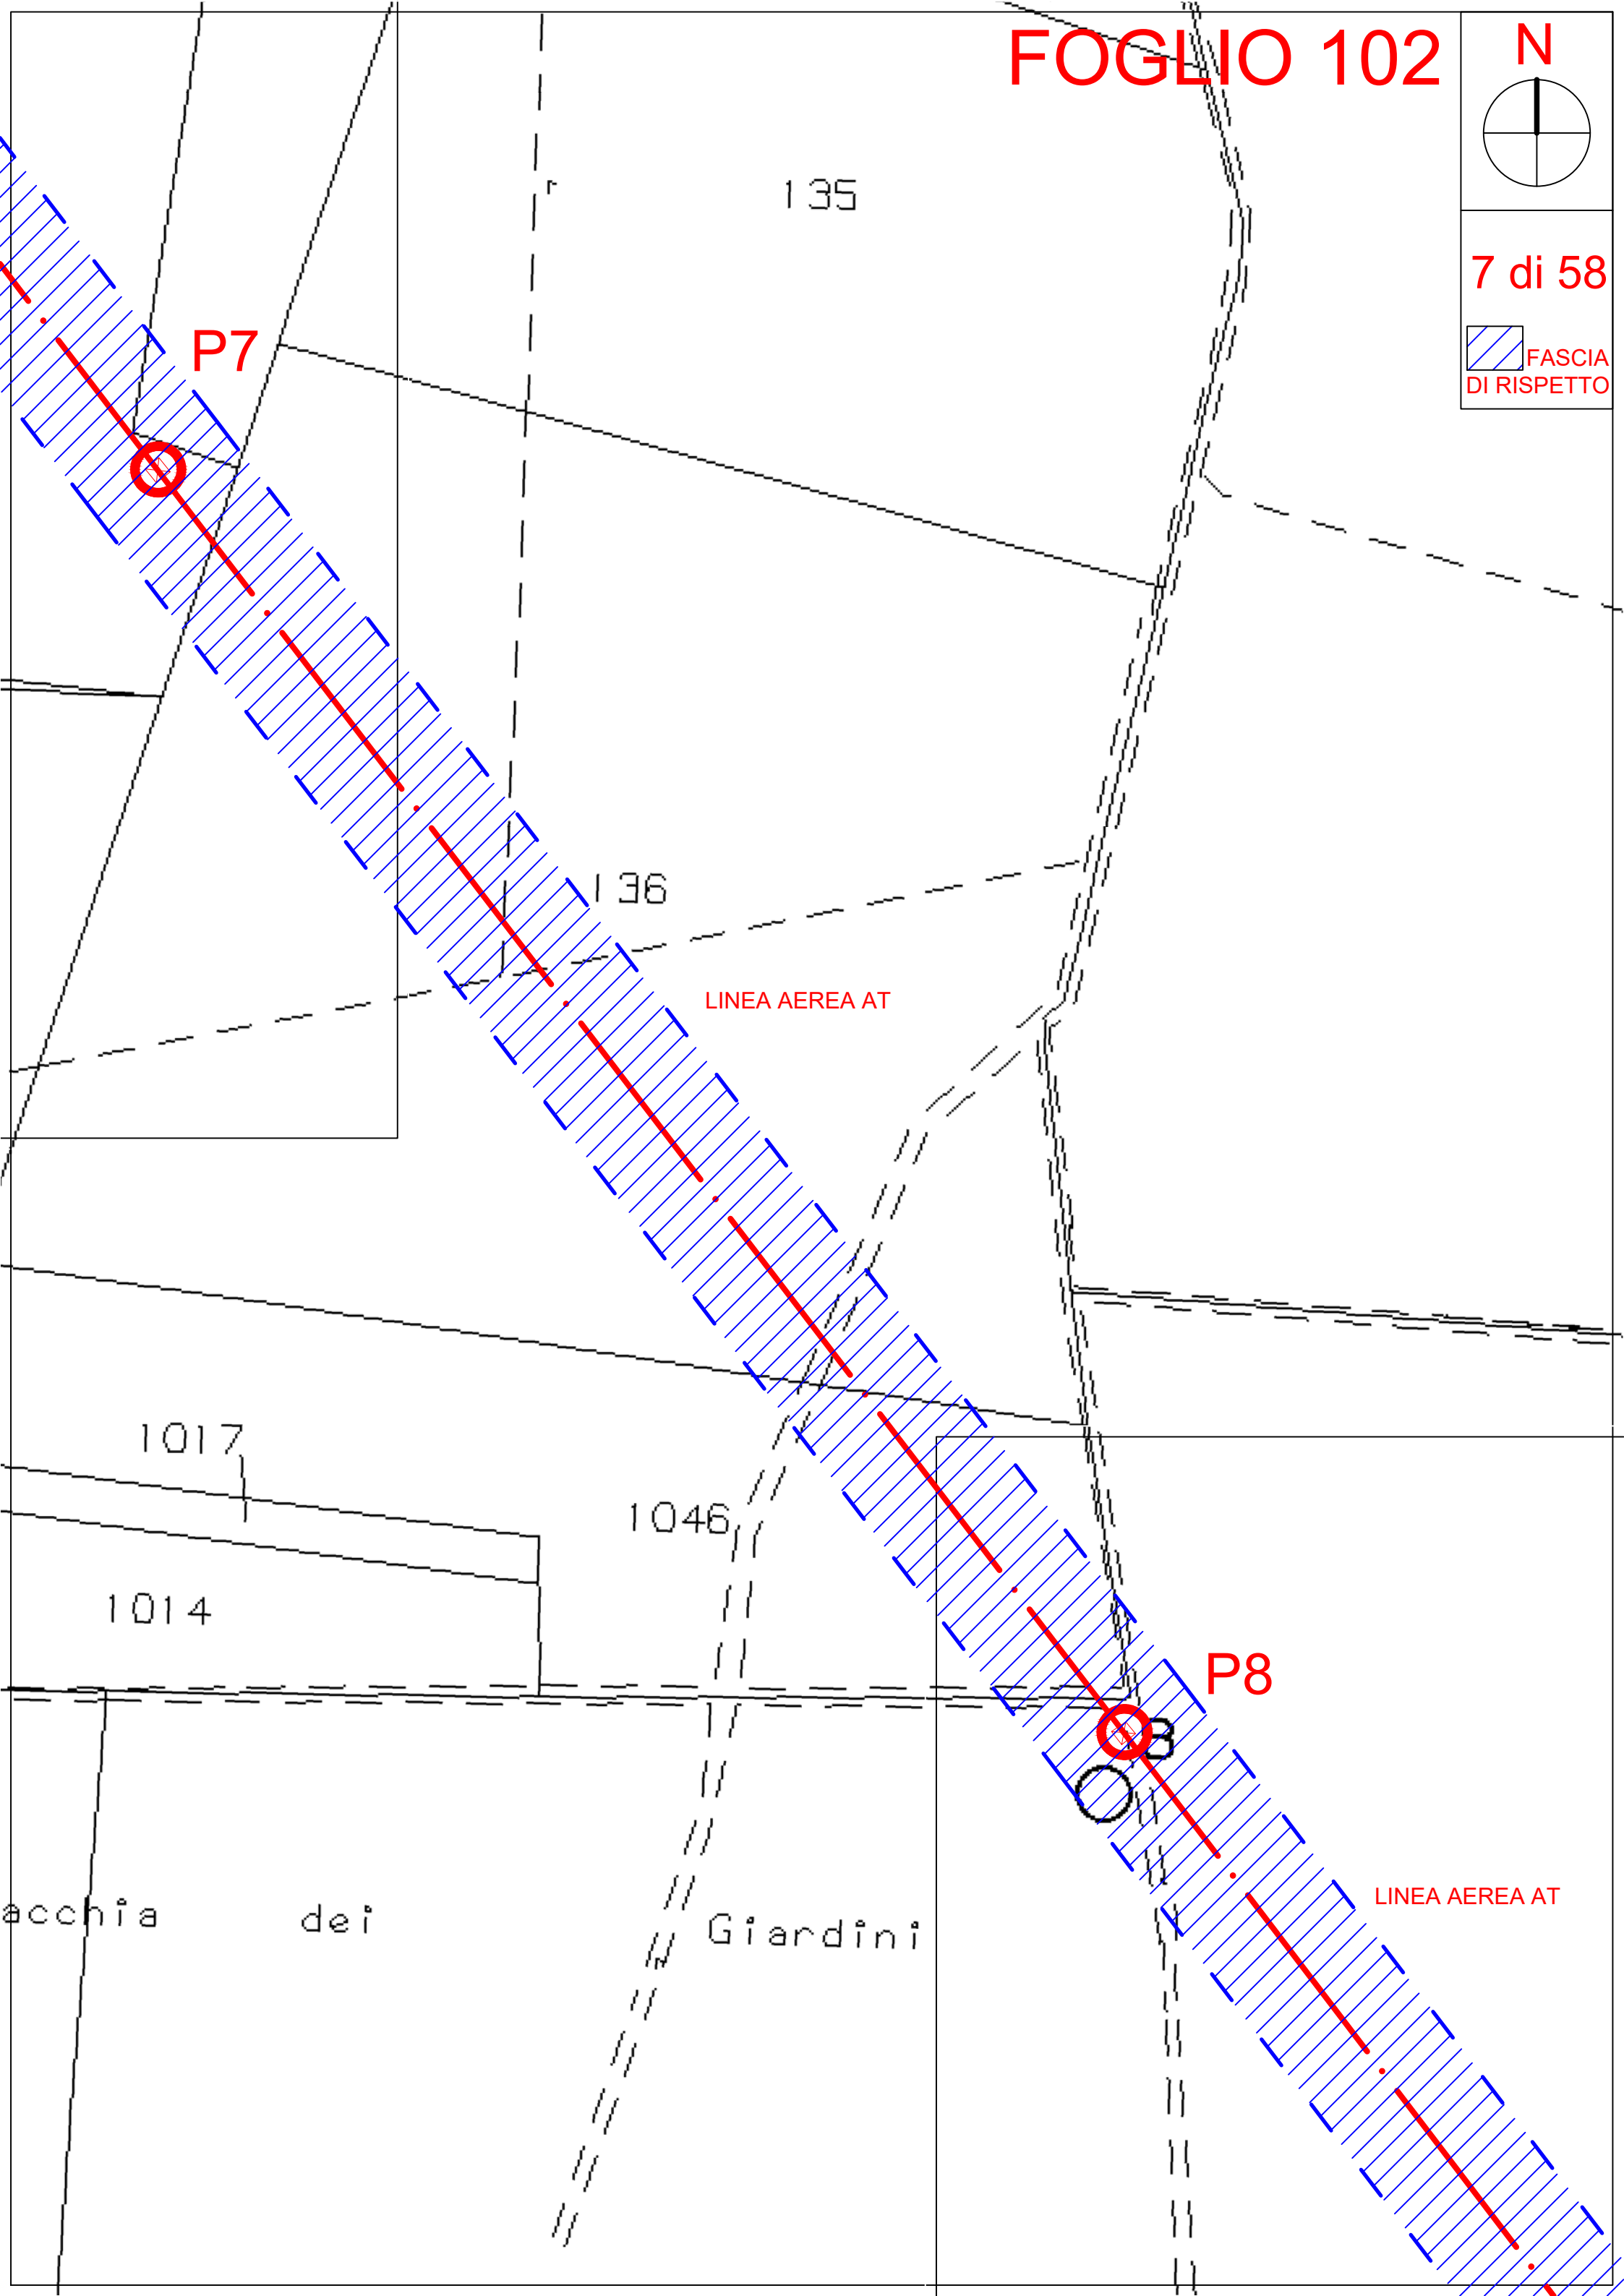 FOGLIO 102
N
135
7 di 58
P7
FASCIA
DI RISPETTO
136
LINEA AEREA AT
1017
1046
1014
P8
LINEA AEREA AT
acchia dei Giardini